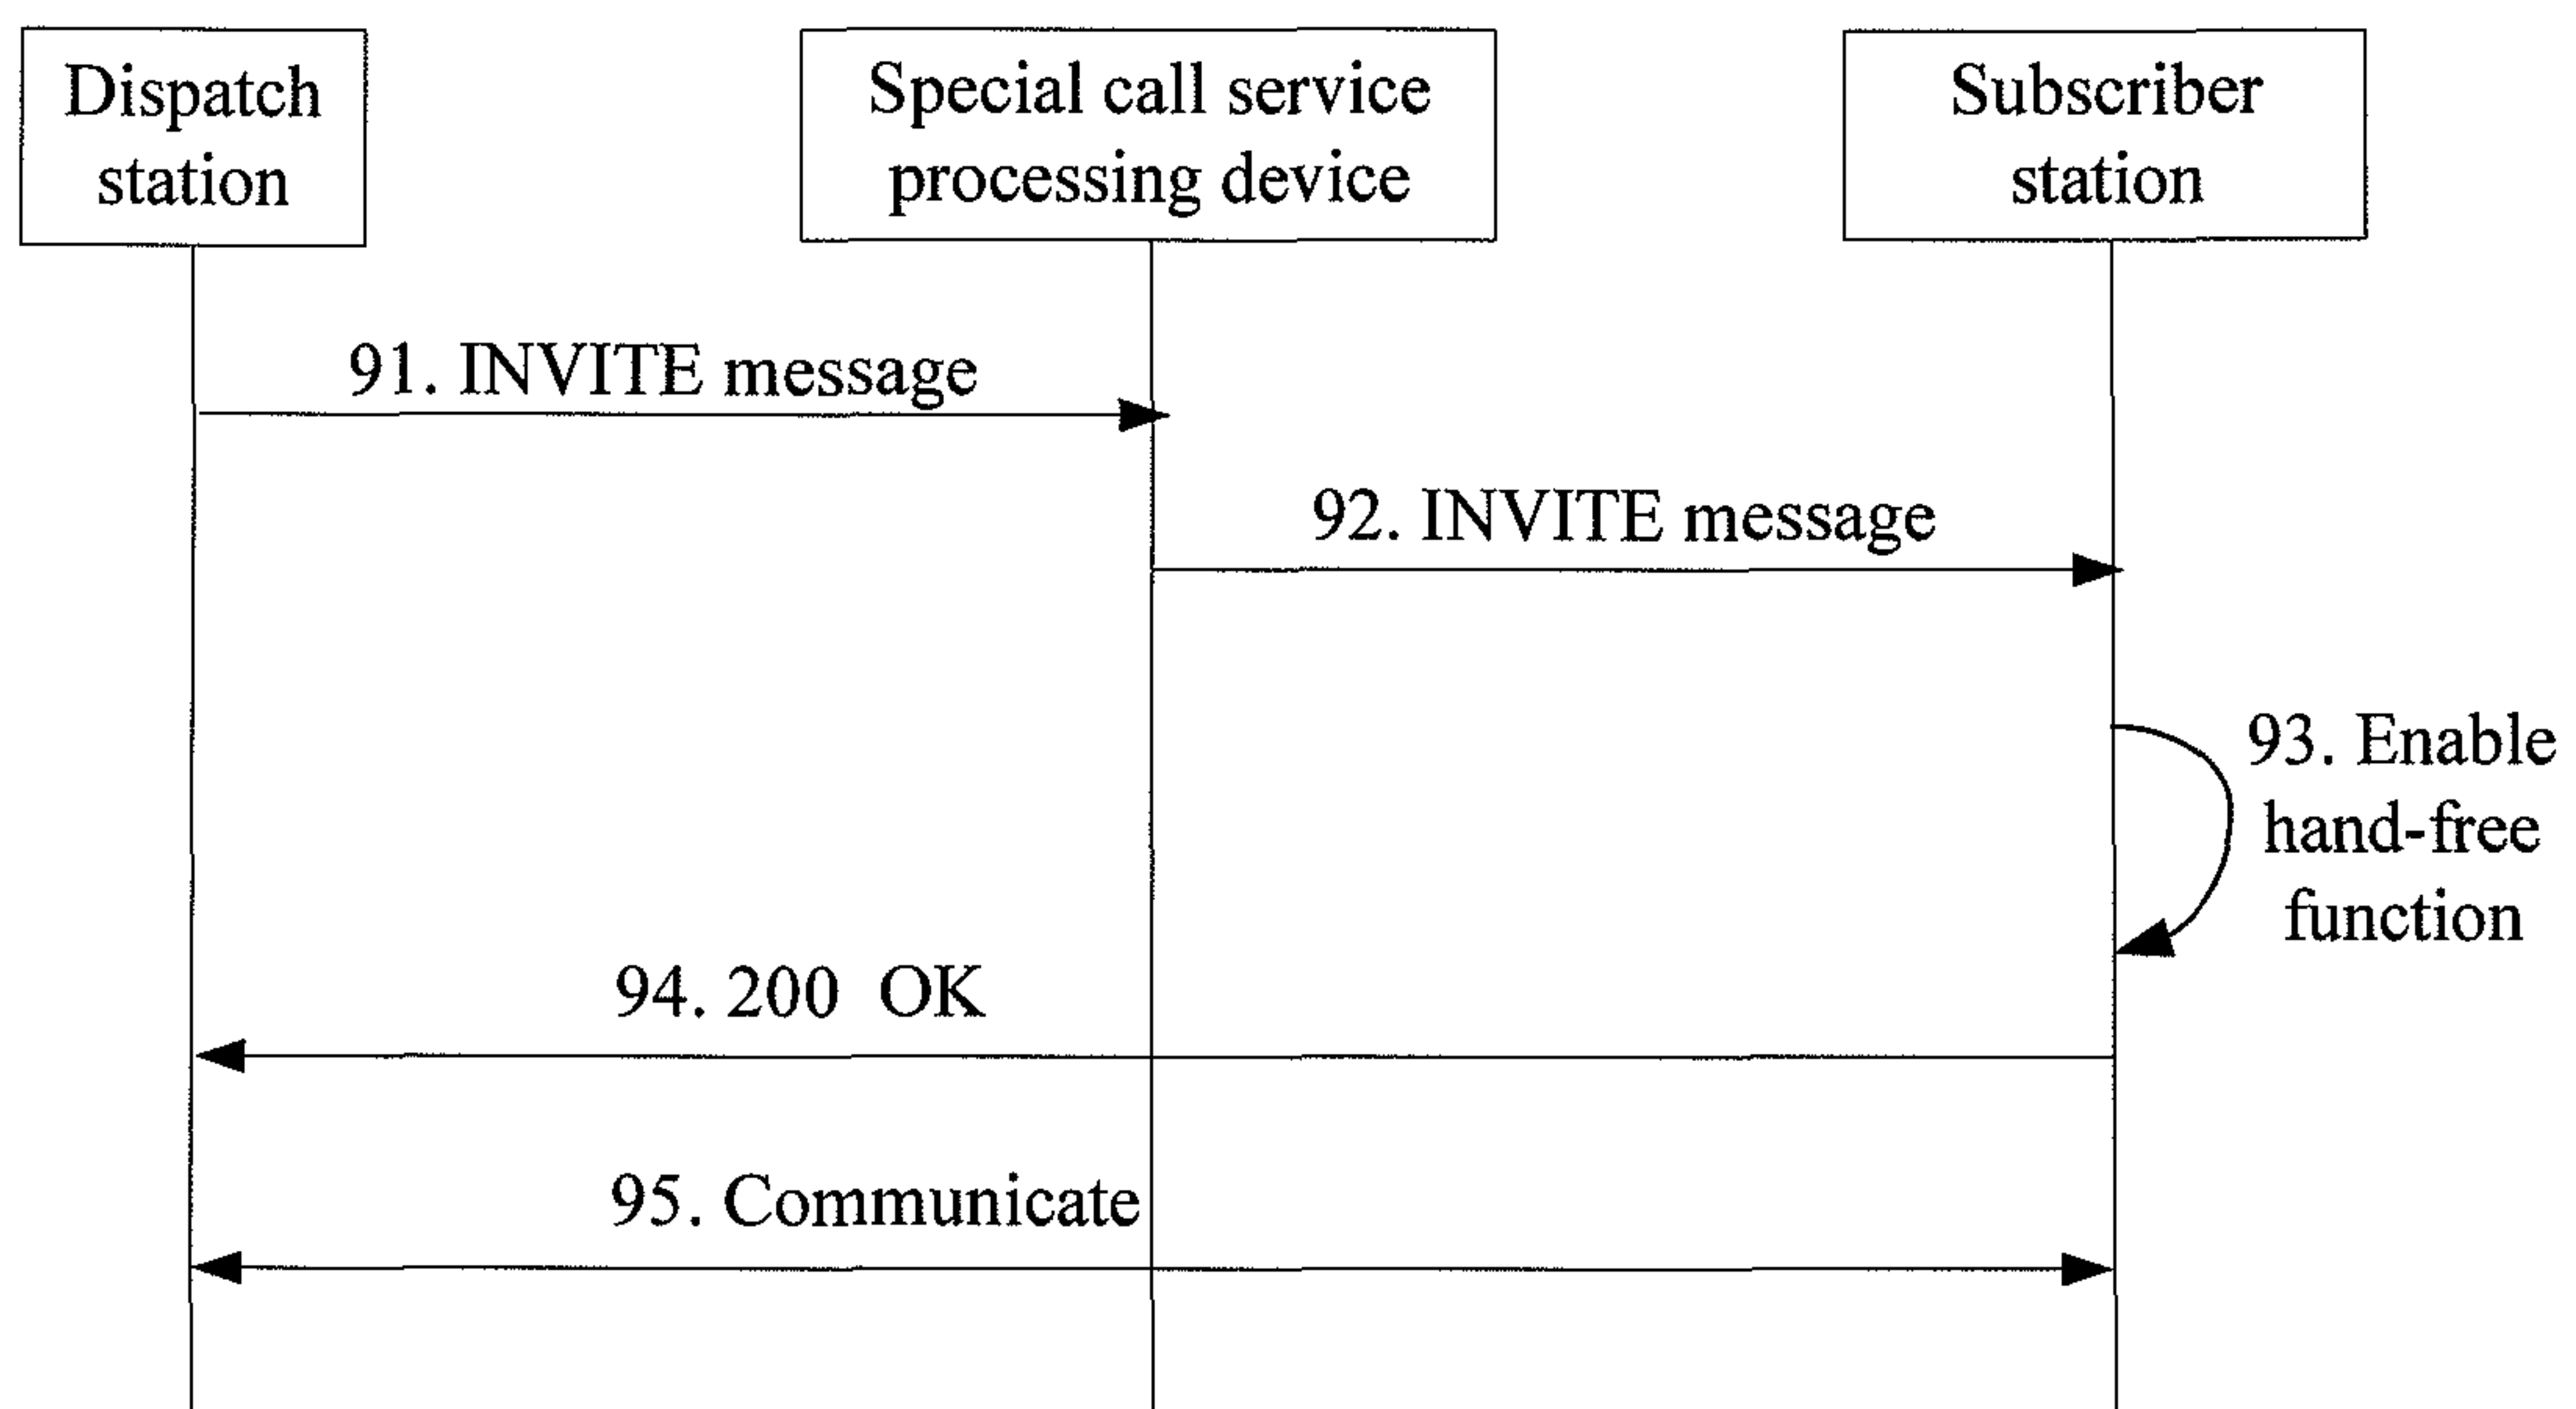 Dispatch
station
Special call service
processing device
Subscriber
station
91. INVITE message
92. INVITE message
93. Enable
hand-free
function
94. 200 OK
95. Communicate